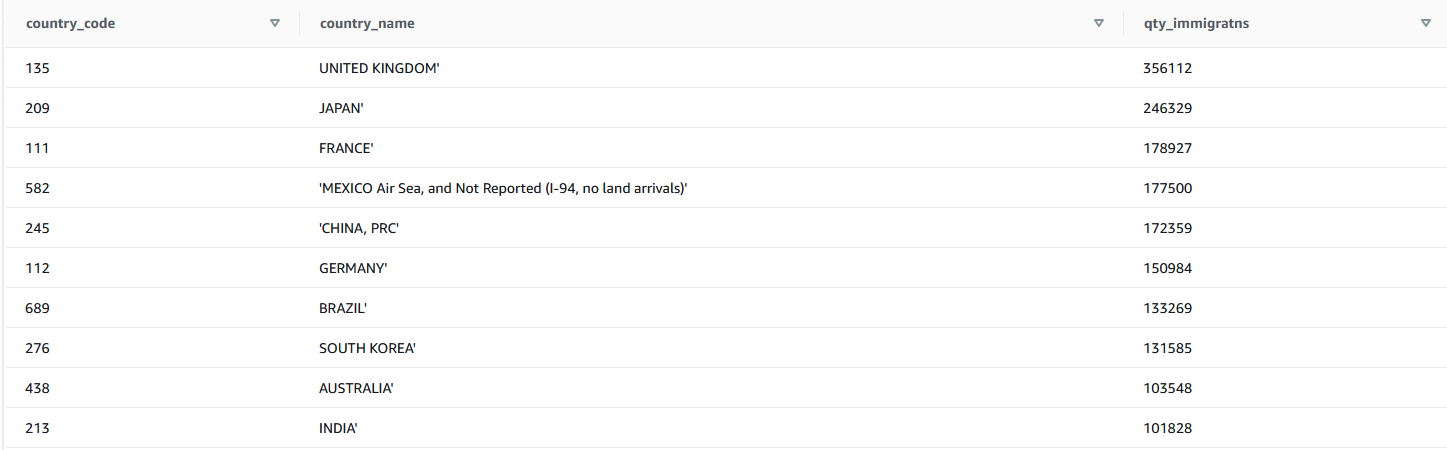 country_code country_name qty_immigratns
135 UNITED KINGDOM' 356112
209 JAPAN' 246329
111 FRANCE' 178927
582 'MEXICO Air Sea, and Not Reported (I-94, no land arrivals)' 177500
245 'CHINA, PRC' 172359
112 GERMANY' 150984
689 BRAZIL' 133269
276 SOUTH KOREA' 131585
438 AUSTRALIA' 103548
213 INDIA' 101828